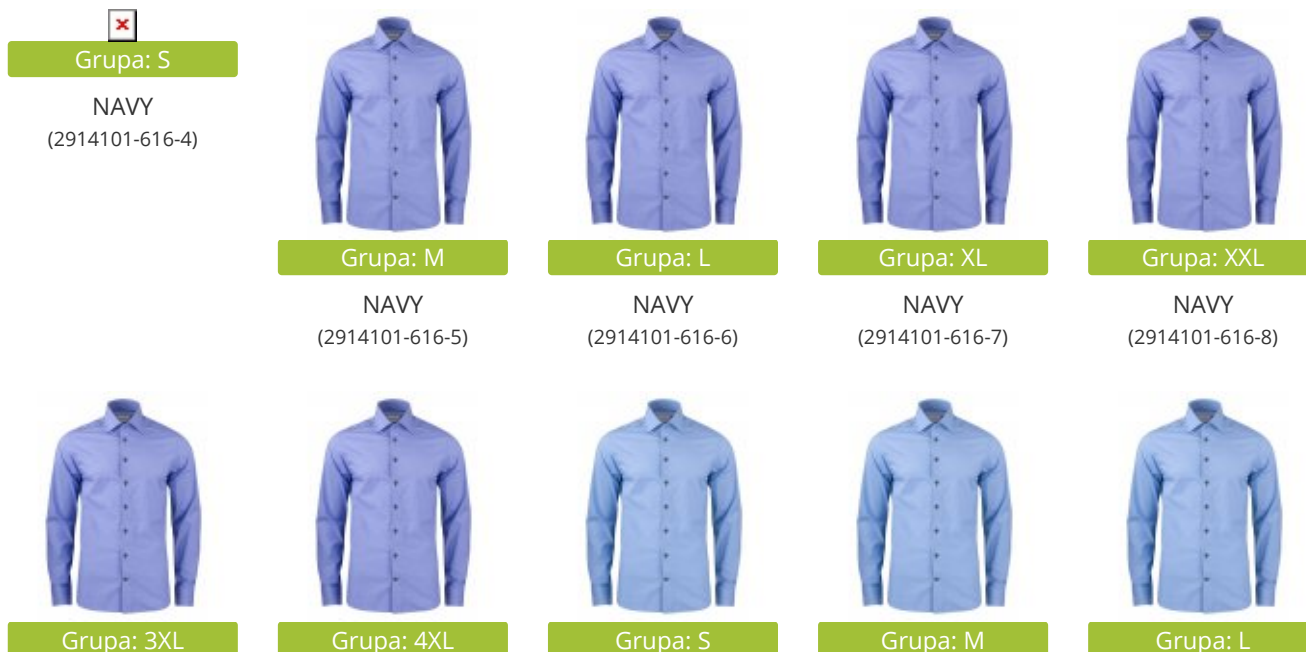 Grupa: S
NAVY
(2914101-616-4)
Grupa: M
NAVY
(2914101-616-5)
Grupa: L
NAVY
(2914101-616-6)
Grupa: XL
NAVY
(2914101-616-7)
Grupa: XXL
NAVY
(2914101-616-8)
Grupa: 3XL
Grupa: 4XL
Grupa: S
Grupa: M
Grupa: L